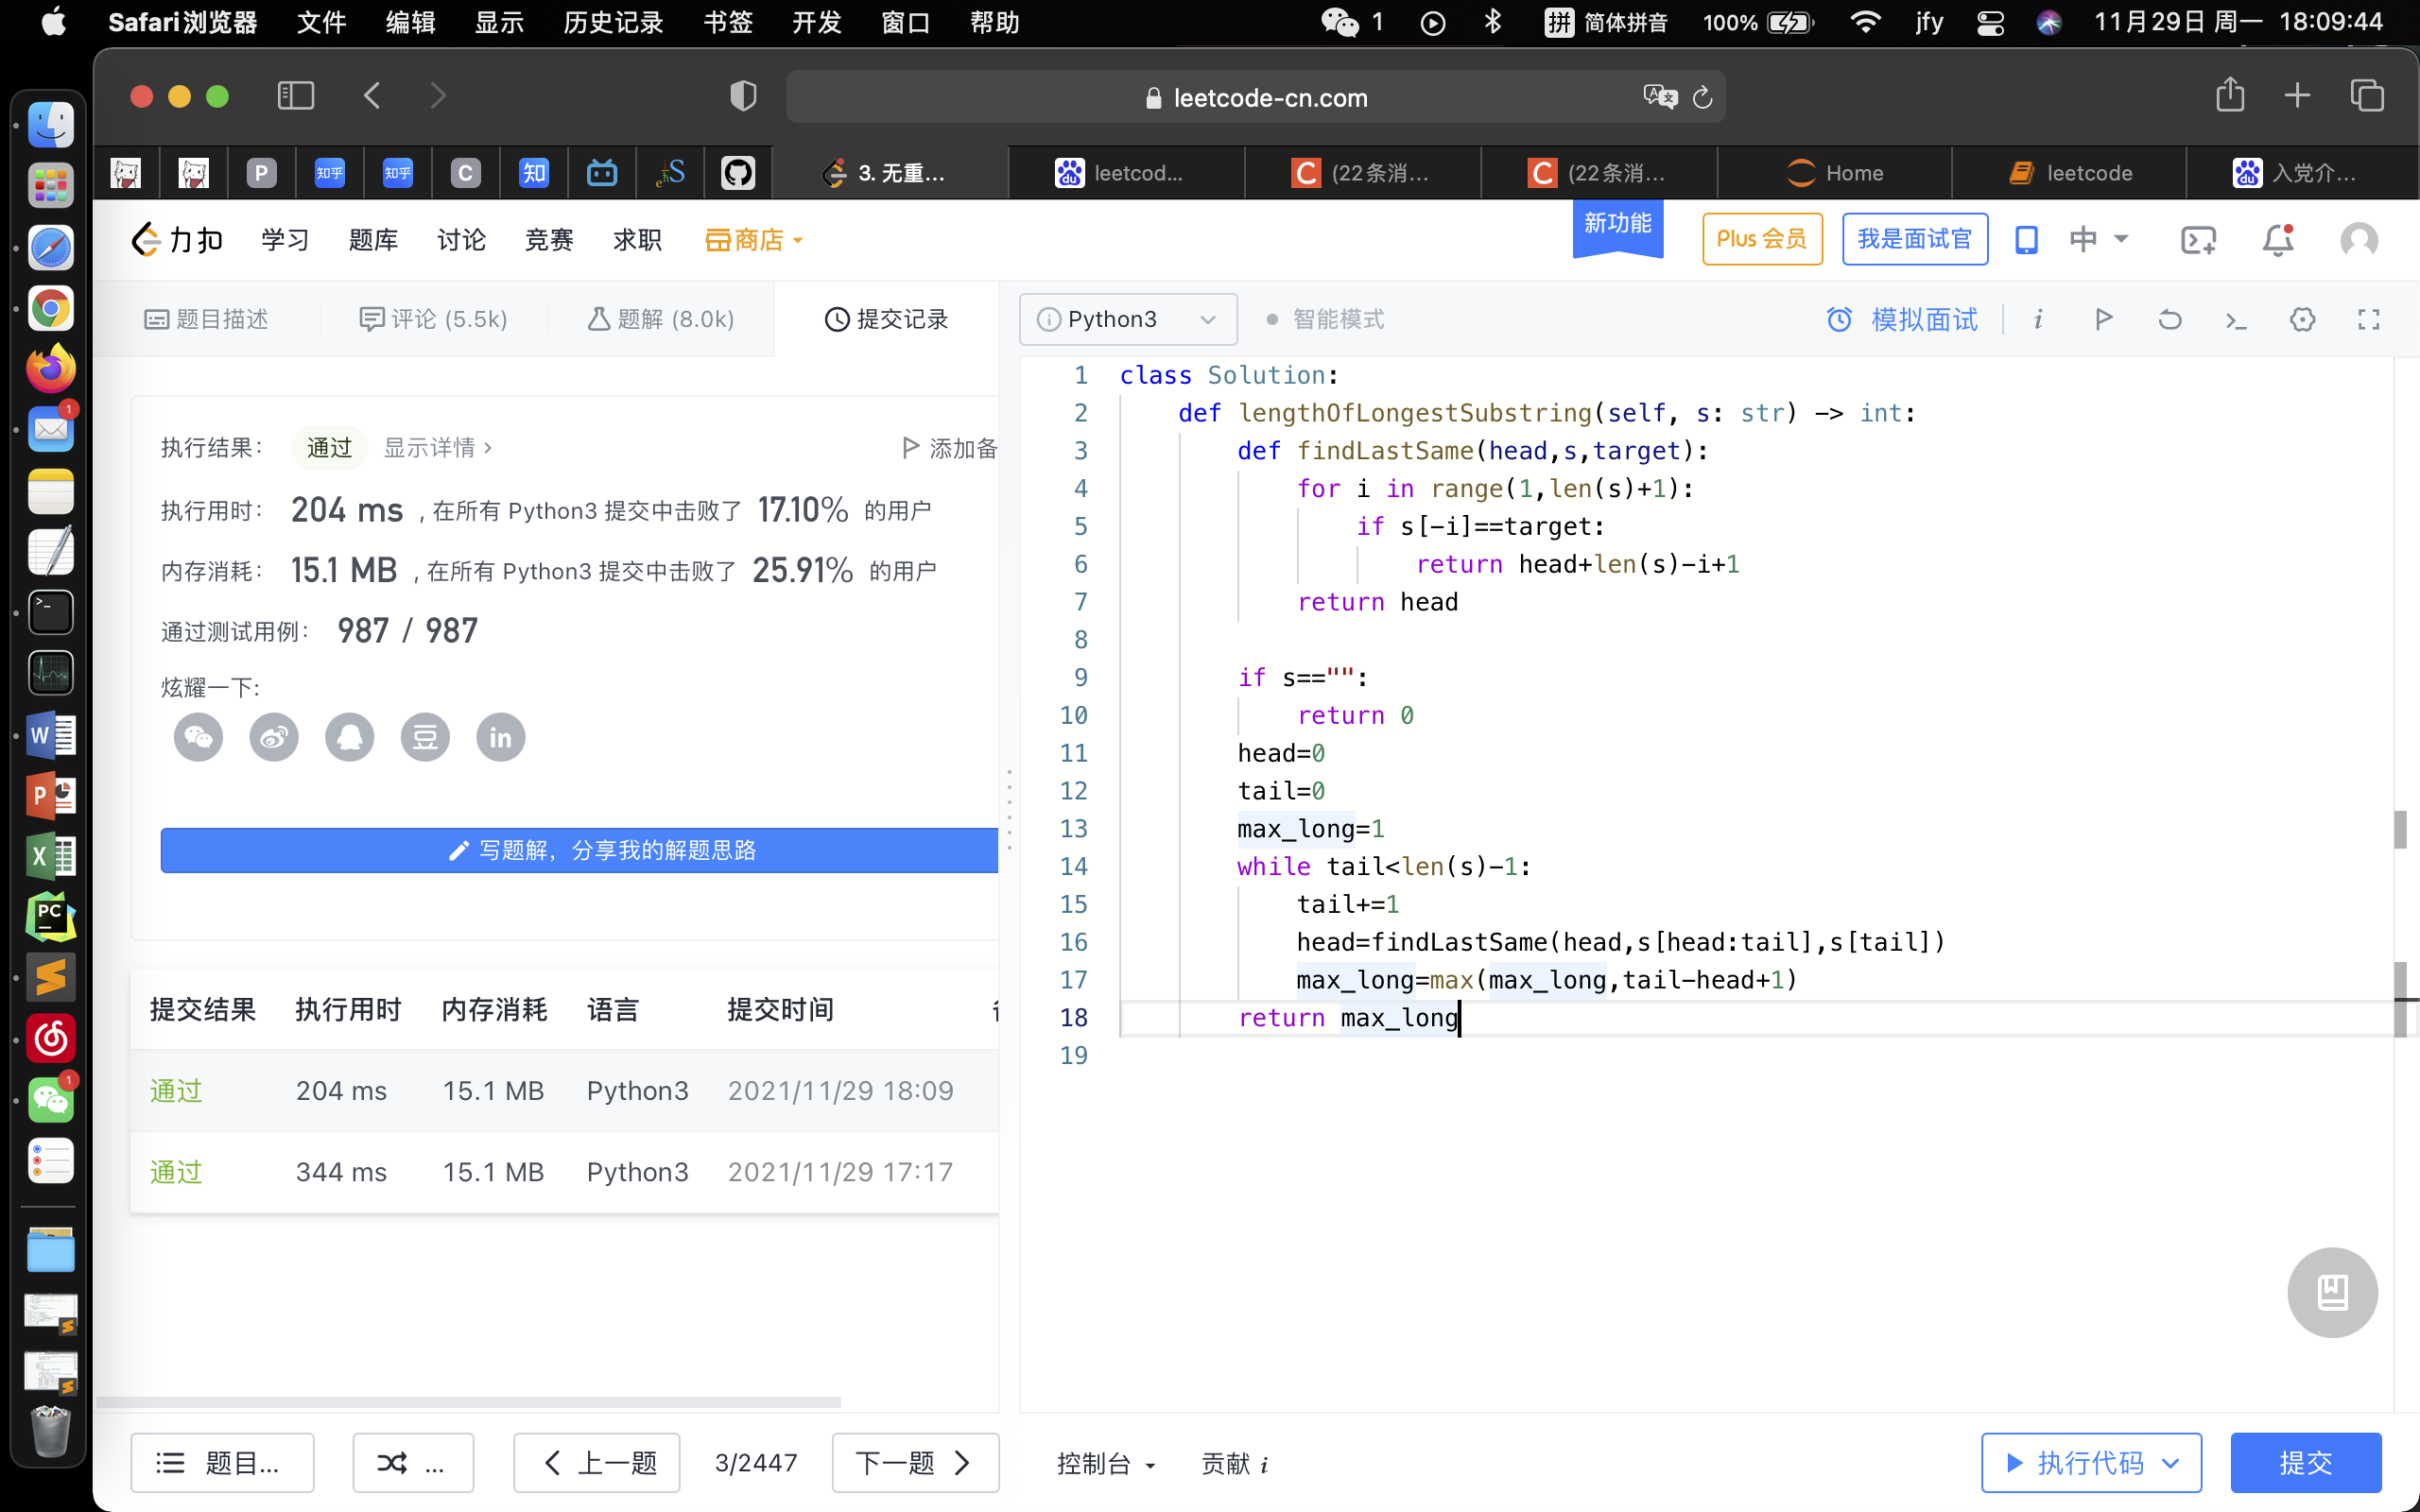 Safari浏览器 文件 编辑 显示 历史记录 书签 开发 窗口 帮助 1 拼 简体拼音 100% jfy 11月29日 周一 18:09:44
leetcode-cn.com
P 知乎 知乎 C 知 3. 无重... leetcod... C (22条消... C (22条消... Home leetcode du 入党介...
力扣 学习 题库 讨论 竞赛 求职 商店 新功能 Plus 会员 我是面试官 中
题目描述 评论 (5.5k) 题解 (8.0k) 提交记录
Python3 智能模式 模拟面试 i
执行结果： 通过 显示详情 > 添加备
执行用时： 204 ms , 在所有 Python3 提交中击败了 17.10% 的用户
内存消耗： 15.1 MB , 在所有 Python3 提交中击败了 25.91% 的用户
通过测试用例： 987 / 987
炫耀一下:
豆 in
写题解，分享我的解题思路
提交结果 执行用时 内存消耗 语言 提交时间
通过 204 ms 15.1 MB Python3 2021/11/29 18:09
通过 344 ms 15.1 MB Python3 2021/11/29 17:17
1 class Solution:
2 def lengthOfLongestSubstring(self, s: str) -> int:
3 def findLastSame(head,s,target):
4 for i in range(1,len(s)+1):
5 if s[-i]==target:
6 return head+len(s)-i+1
7 return head
8
9 if s=="":
10 return 0
11 head=0
12 tail=0
13 max_long=1
14 while tail<len(s)-1:
15 tail+=1
16 head=findLastSame(head,s[head:tail],s[tail])
17 max_long=max(max_long,tail-head+1)
18 return max_long
19
题目... ... 上一题 3/2447 下一题 控制台 贡献 i 执行代码 提交